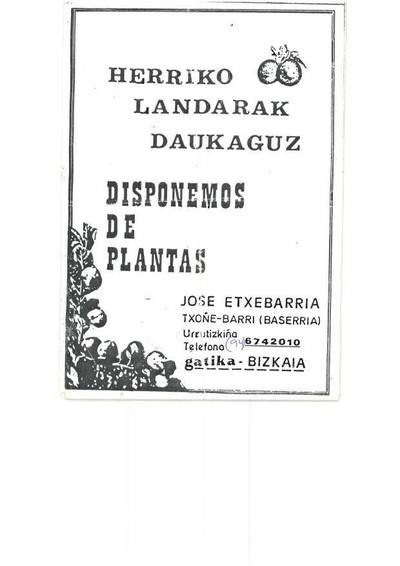 HERRIKO
LANDARAK
DAUKAGUZ
DISPONEMOS
DE
PLANTAS
JOSE ETXEBARRIA
TXOÑE-BARRI (BASERRIA)
Urrutizkiña
Telefono (94) 6742010
gatika - BIZKAIA